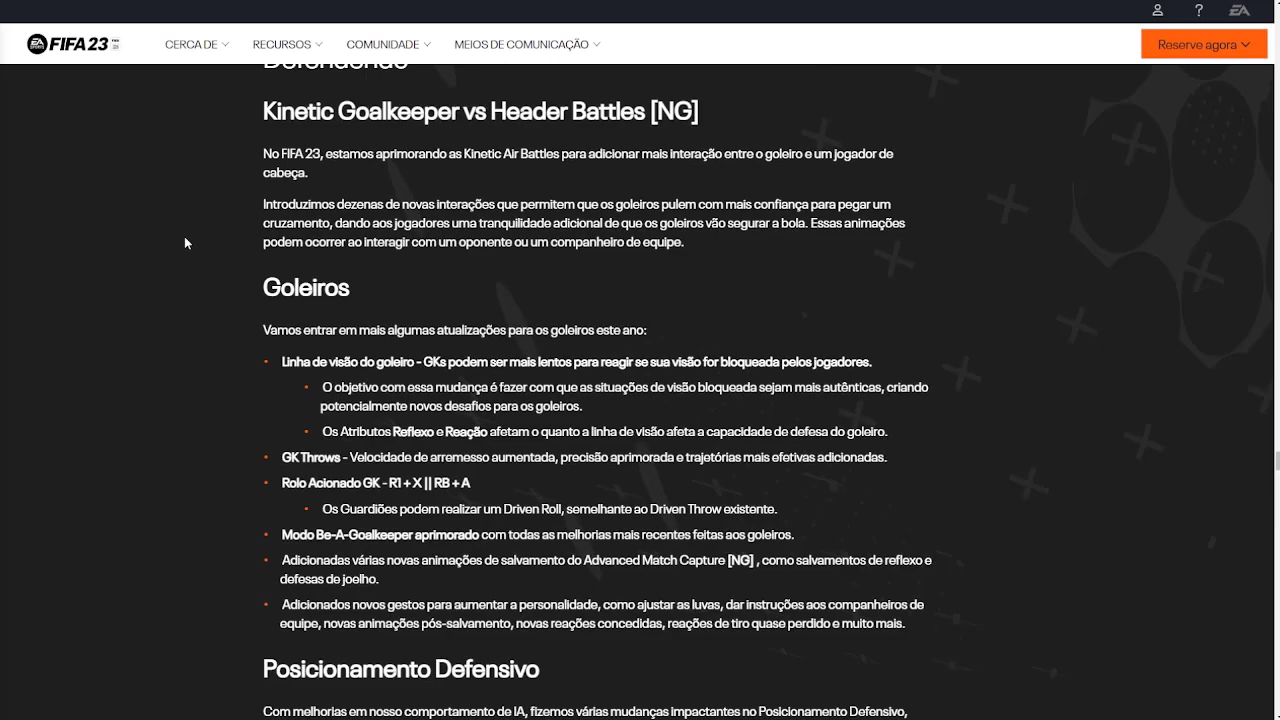 EA
EA SPORTS FIFA 23
CERCA DE
RECURSOS
COMUNIDADE
MEIOS DE COMUNICAÇÃO
Reserve agora
Defendendo
Kinetic Goalkeeper vs Header Battles [NG]
No FIFA 23, estamos aprimorando as Kinetic Air Battles para adicionar mais interação entre o goleiro e um jogador de
cabeça.
Introduzimos dezenas de novas interações que permitem que os goleiros pulem com mais confiança para pegar um
cruzamento, dando aos jogadores uma tranquilidade adicional de que os goleiros vão segurar a bola. Essas animações
podem ocorrer ao interagir com um oponente ou um companheiro de equipe.
Goleiros
Vamos entrar em mais algumas atualizações para os goleiros este ano:
• Linha de visão do goleiro - GKs podem ser mais lentos para reagir se sua visão for bloqueada pelos jogadores.
• O objetivo com essa mudança é fazer com que as situações de visão bloqueada sejam mais autênticas, criando
potencialmente novos desafios para os goleiros.
• Os Atributos Reflexo e Reação afetam o quanto a linha de visão afeta a capacidade de defesa do goleiro.
• GK Throws - Velocidade de arremesso aumentada, precisão aprimorada e trajetórias mais efetivas adicionadas.
• Rolo Acionado GK - R1 + X || RB + A
• Os Guardiões podem realizar um Driven Roll, semelhante ao Driven Throw existente.
• Modo Be-A-Goalkeeper aprimorado com todas as melhorias mais recentes feitas aos goleiros.
• Adicionadas várias novas animações de salvamento do Advanced Match Capture [NG] , como salvamentos de reflexo e
defesas de joelho.
• Adicionados novos gestos para aumentar a personalidade, como ajustar as luvas, dar instruções aos companheiros de
equipe, novas animações pós-salvamento, novas reações concedidas, reações de tiro quase perdido e muito mais.
Posicionamento Defensivo
Com melhorias em nosso comportamento de IA, fizemos várias mudanças impactantes no Posicionamento Defensivo,